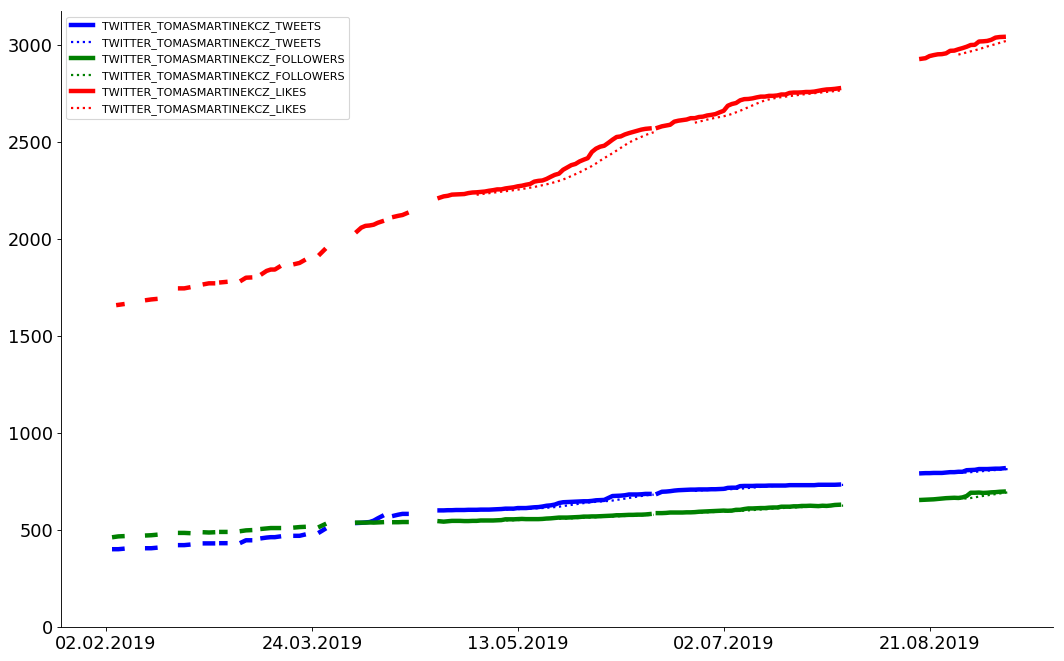 TWITTER_TOMASMARTINEKCZ_TWEETS
TWITTER_TOMASMARTINEKCZ_TWEETS
TWITTER_TOMASMARTINEKCZ_FOLLOWERS
TWITTER_TOMASMARTINEKCZ_FOLLOWERS
TWITTER_TOMASMARTINEKCZ_LIKES
TWITTER_TOMASMARTINEKCZ_LIKES
3000
2500
2000
1500
1000
500
0
02.02.2019 24.03.2019 13.05.2019 02.07.2019 21.08.2019